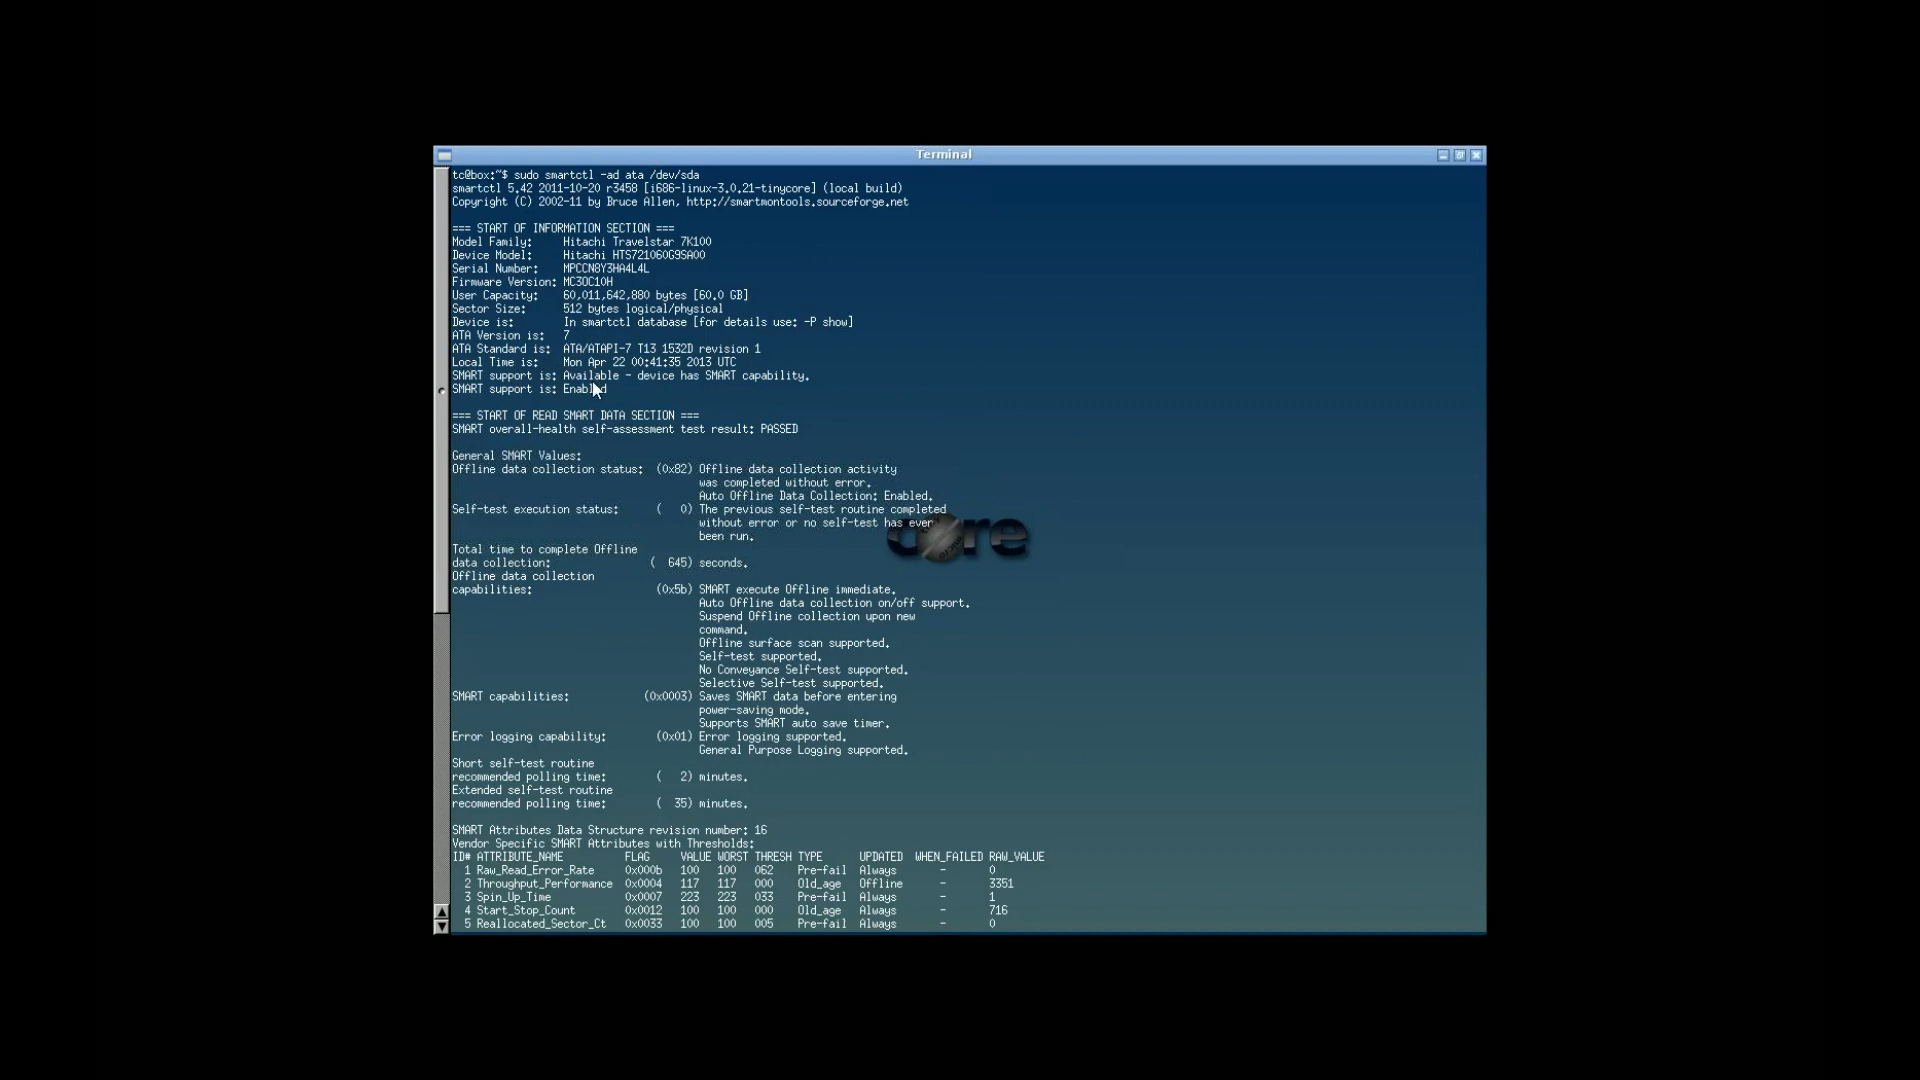 Terminal
tc@box:~$ sudo smartctl -ad ata /dev/sda
smartctl 5.42 2011-10-20 r3458 [i686-linux-3.0.21-tinycore] (local build)
Copyright (C) 2002-11 by Bruce Allen, http://smartmontools.sourceforge.net
=== START OF INFORMATION SECTION ===
Model Family: Hitachi Travelstar 7K100
Device Model: Hitachi HTS721060G9SA00
Serial Number: MPCCN8Y3HA4L4L
Firmware Version: MC3OC10H
User Capacity: 60,011,642,880 bytes [60.0 GB]
Sector Size: 512 bytes logical/physical
Device is: In smartctl database [for details use: -P show]
ATA Version is: 7
ATA Standard is: ATA/ATAPI-7 T13 1532D revision 1
Local Time is: Mon Apr 22 00:41:35 2013 UTC
SMART support is: Available - device has SMART capability.
SMART support is: Enabled
=== START OF READ SMART DATA SECTION ===
SMART overall-health self-assessment test result: PASSED
General SMART Values:
Offline data collection status: (0x82) Offline data collection activity
was completed without error.
Auto Offline Data Collection: Enabled.
Self-test execution status: ( 0) The previous self-test routine completed
without error or no self-test has ever
been run.
Total time to complete Offline
data collection: ( 645) seconds.
Offline data collection
capabilities: (0x5b) SMART execute Offline immediate.
Auto Offline data collection on/off support.
Suspend Offline collection upon new
command.
Offline surface scan supported.
Self-test supported.
No Conveyance Self-test supported.
Selective Self-test supported.
SMART capabilities: (0x0003) Saves SMART data before entering
power-saving mode.
Supports SMART auto save timer.
Error logging capability: (0x01) Error logging supported.
General Purpose Logging supported.
Short self-test routine
recommended polling time: ( 2) minutes.
Extended self-test routine
recommended polling time: ( 35) minutes.
SMART Attributes Data Structure revision number: 16
Vendor Specific SMART Attributes with Thresholds:
ID# ATTRIBUTE_NAME FLAG VALUE WORST THRESH TYPE UPDATED WHEN_FAILED RAW_VALUE
1 Raw_Read_Error_Rate 0x000b 100 100 062 Pre-fail Always - 0
2 Throughput_Performance 0x0004 117 117 000 Old_age Offline - 3351
3 Spin_Up_Time 0x0007 223 223 033 Pre-fail Always - 1
4 Start_Stop_Count 0x0012 100 100 000 Old_age Always - 716
5 Reallocated_Sector_Ct 0x0033 100 100 005 Pre-fail Always - 0
core